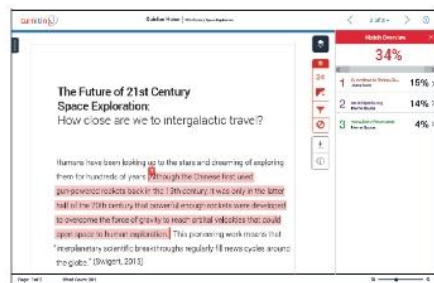 turnitin
Match Overview
34%
The Future of 21st Century
Space Exploration:
How close are we to intergalactic travel?
1
15%
2
14%
3
4%
Humans have been looking up to the stars and dreaming of exploring
them for hundreds of years. Although the Chinese first used
gun-powered rockets back in the 13th century, it was only in the latter
half of the 20th century that powerful enough rockets were developed
to overcome the force of gravity to reach orbital velocities that could
open space to human exploration. This pioneering work means that
interplanetary scientific breakthroughs regularly fill news cycles around
the globe." (Swigert, 2015)